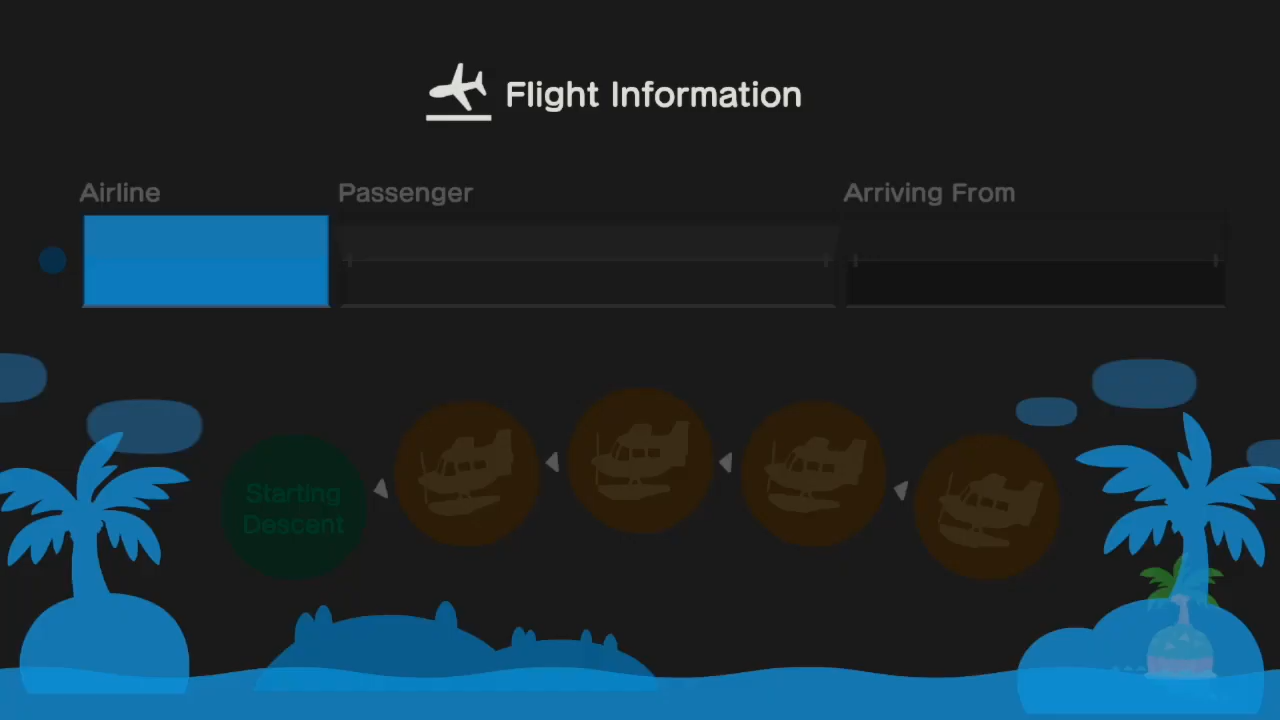 Flight Information
Airline
Passenger
Arriving From
Starting
Descent